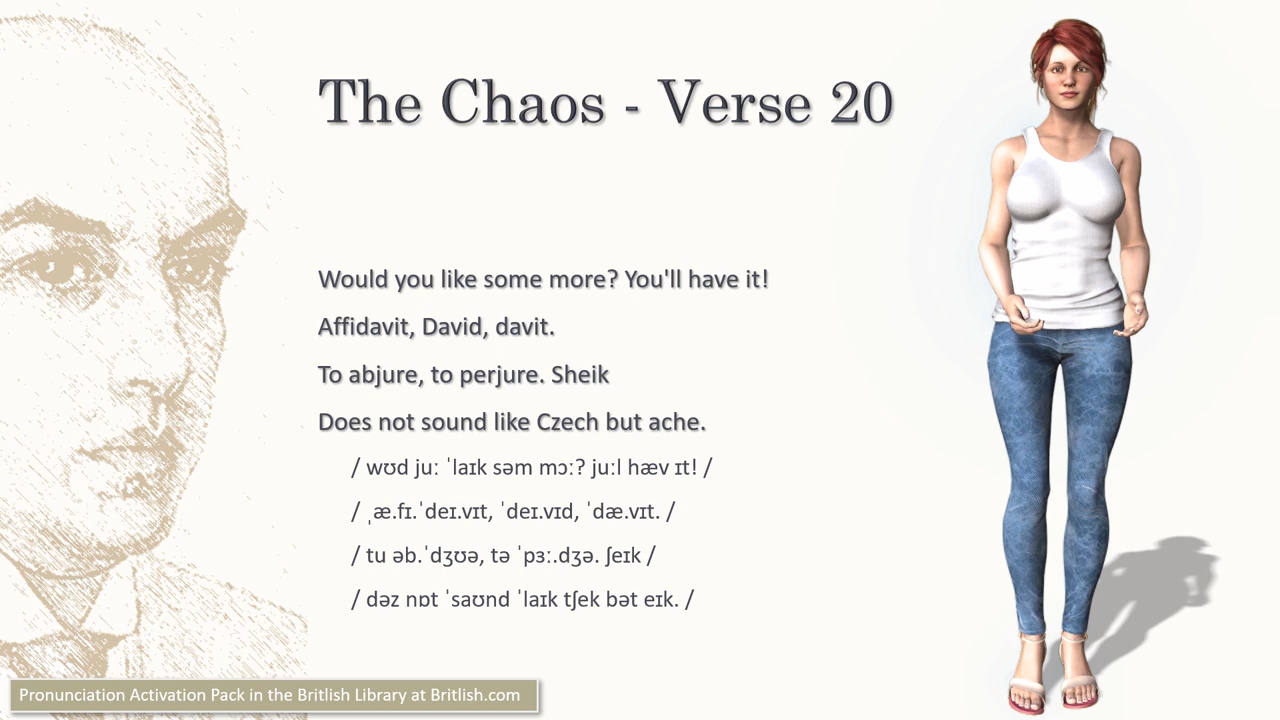 The Chaos - Verse 20
Would you like some more? You'll have it!
Affidavit, David, davit.
To abjure, to perjure. Sheik
Does not sound like Czech but ache.
/ wʊd juː ˈlaɪk səm mɔː? juːl hæv ɪt! /
/ ˌæ.fɪ.ˈdeɪ.vɪt, ˈdeɪ.vɪd, ˈdæ.vɪt. /
/ tu əb.ˈdʒʊə, tə ˈpɜː.dʒə. ʃeɪk /
/ dəz nɒt ˈsaʊnd ˈlaɪk tʃek bət eɪk. /
Pronunciation Activation Pack in the Britlish Library at Britlish.com